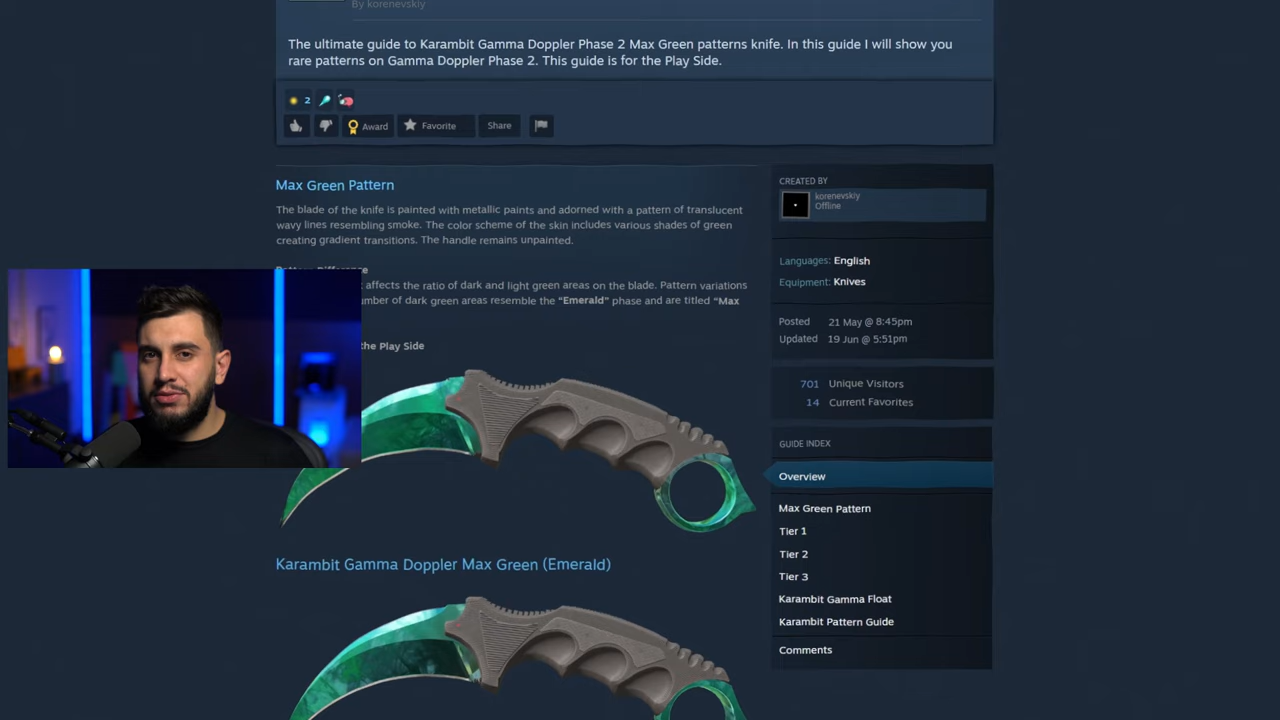 By korenevskiy
The ultimate guide to Karambit Gamma Doppler Phase 2 Max Green patterns knife. In this guide I will show you
rare patterns on Gamma Doppler Phase 2. This guide is for the Play Side.
2
Award
Favorite
Share
Max Green Pattern
The blade of the knife is painted with metallic paints and adorned with a pattern of translucent
wavy lines resembling smoke. The color scheme of the skin includes various shades of green
creating gradient transitions. The handle remains unpainted.
Pattern Difference
affects the ratio of dark and light green areas on the blade. Pattern variations
number of dark green areas resemble the "Emerald" phase and are titled "Max
the Play Side
Karambit Gamma Doppler Max Green (Emerald)
CREATED BY
korenevskiy
Offline
Languages: English
Equipment: Knives
Posted 21 May @ 8:45pm
Updated 19 Jun @ 5:51pm
701 Unique Visitors
14 Current Favorites
GUIDE INDEX
Overview
Max Green Pattern
Tier 1
Tier 2
Tier 3
Karambit Gamma Float
Karambit Pattern Guide
Comments